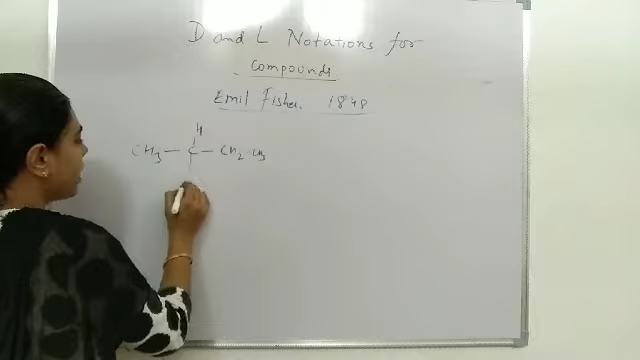 D and L Notations for
Compounds
Emil Fisher. 1848
H
CH3 — C — CH2 – CH3